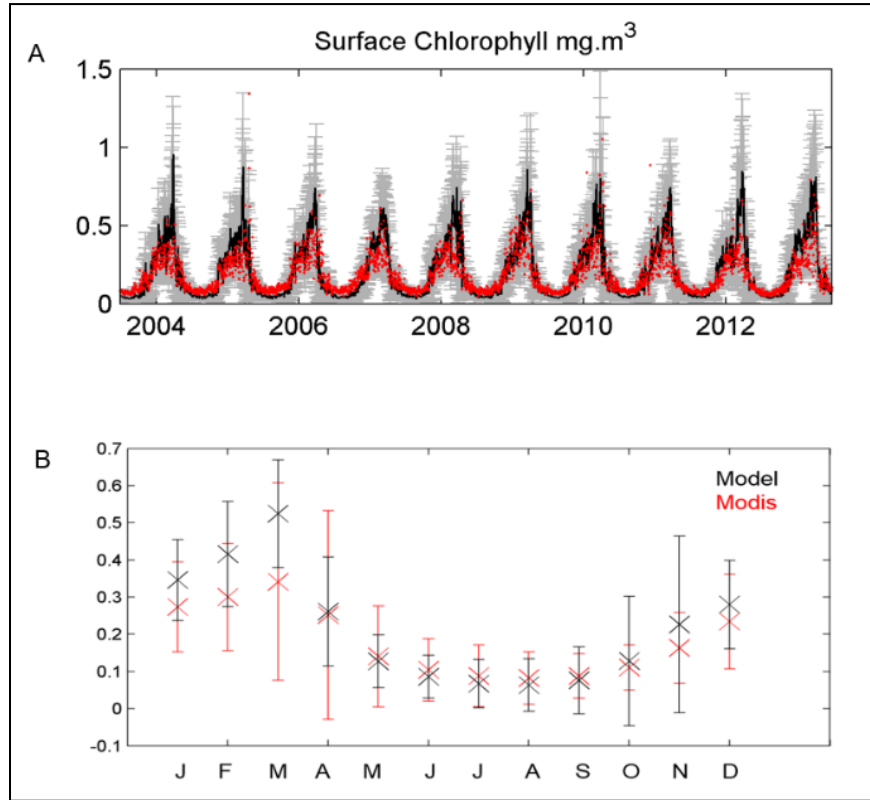 A
Surface Chlorophyll mg.m³
1.5
1
0.5
0
2004 2006 2008 2010 2012
B
0.7
0.6
0.5
0.4
0.3
0.2
0.1
0
-0.1
Model
Modis
J F M A M J J A S O N D